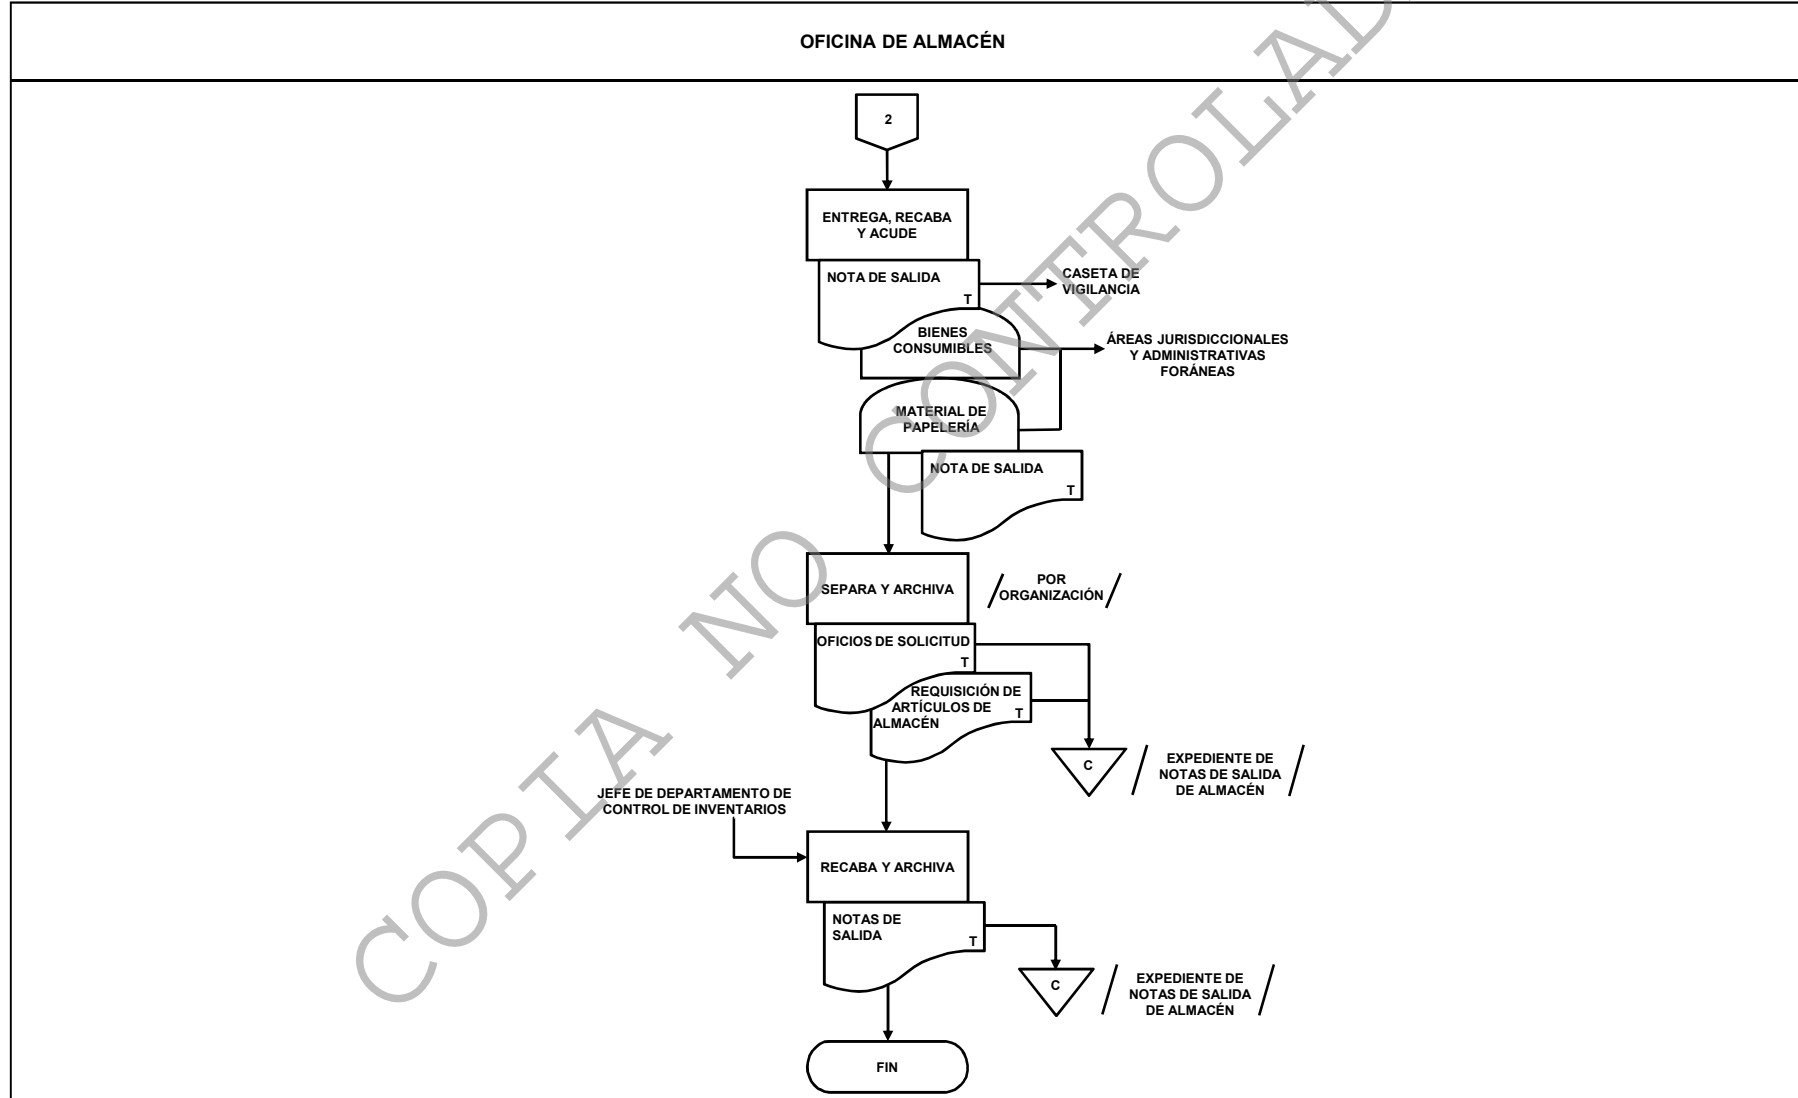 OFICINA DE ALMACÉN
2
ENTREGA, RECABA
Y ACUDE
NOTA DE SALIDA
T
CASETA DE
VIGILANCIA
BIENES
CONSUMIBLES
ÁREAS JURISDICCIONALES
Y ADMINISTRATIVAS
FORÁNEAS
MATERIAL DE
PAPELERÍA
NOTA DE SALIDA
T
SEPARA Y ARCHIVA
POR
ORGANIZACIÓN
OFICIOS DE SOLICITUD
T
REQUISICIÓN DE
ARTÍCULOS DE
ALMACÉN
T
C
EXPEDIENTE DE
NOTAS DE SALIDA
DE ALMACÉN
JEFE DE DEPARTAMENTO DE
CONTROL DE INVENTARIOS
RECABA Y ARCHIVA
NOTAS DE
SALIDA
T
C
EXPEDIENTE DE
NOTAS DE SALIDA
DE ALMACÉN
FIN
COPIA NO CONTROLAD